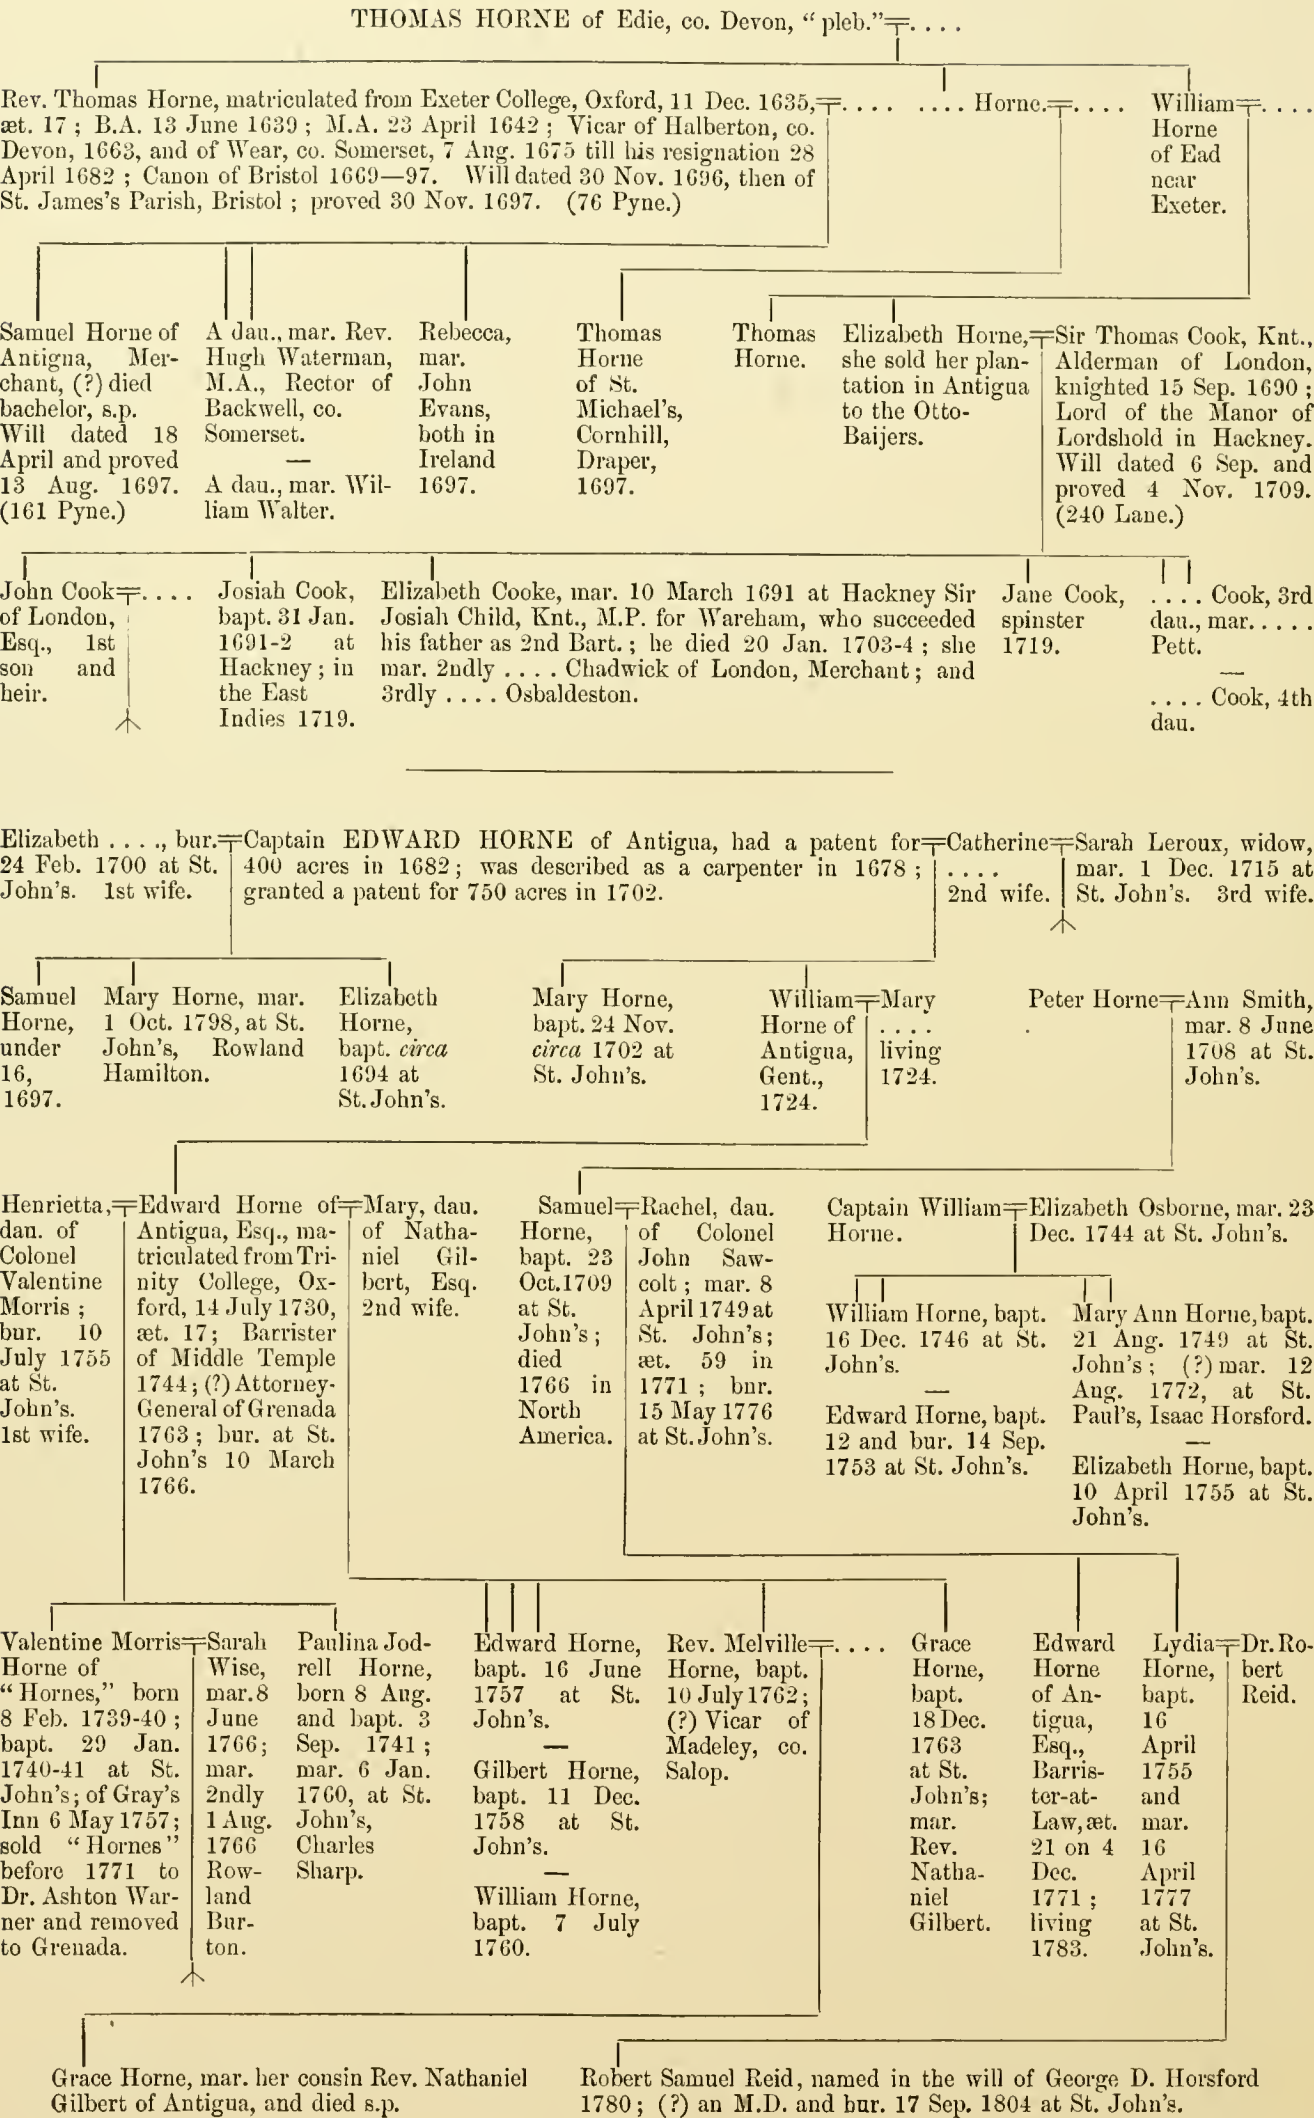 THOMAS HORNE of Edie, co. Devon, “pleb.”=. . . .
Rev. Thomas Horne, matriculated from Exeter College, Oxford, 11 Dec. 1635,=. . . .
æt. 17 ; B.A. 13 June 1639 ; M.A. 23 April 1642 ; Vicar of Halberton, co.
Devon, 1663, and of Wear, co. Somerset, 7 Aug. 1675 till his resignation 28
April 1682 ; Canon of Bristol 1669—97. Will dated 30 Nov. 1696, then of
St. James's Parish, Bristol ; proved 30 Nov. 1697. (76 Pyne.)
. . . . Horne.=. . . .
William=. . . .
Horne
of Ead
near
Exeter.
Samuel Horne of
Antigua, Mer-
chant, (?) died
bachelor, s.p.
Will dated 18
April and proved
13 Aug. 1697.
(161 Pyne.)
A dau., mar. Rev.
Hugh Waterman,
M.A., Rector of
Backwell, co.
Somerset.
—
A dau., mar. Wil-
liam Walter.
Rebecca,
mar.
John
Evans,
both in
Ireland
1697.
Thomas
Horne
of St.
Michael's,
Cornhill,
Draper,
1697.
Thomas
Horne.
Elizabeth Horne,=
she sold her plan-
tation in Antigua
to the Otto-
Baijers.
Sir Thomas Cook, Knt.,
Alderman of London,
knighted 15 Sep. 1690 ;
Lord of the Manor of
Lordshold in Hackney.
Will dated 6 Sep. and
proved 4 Nov. 1709.
(240 Lane.)
John Cook=. . . .
of London,
Esq., 1st
son and
heir.
Josiah Cook,
bapt. 31 Jan.
1691-2 at
Hackney ; in
the East
Indies 1719.
Elizabeth Cooke, mar. 10 March 1691 at Hackney Sir
Josiah Child, Knt., M.P. for Wareham, who succeeded
his father as 2nd Bart. ; he died 20 Jan. 1703-4 ; she
mar. 2ndly . . . . Chadwick of London, Merchant ; and
3rdly . . . . Osbaldeston.
Jane Cook,
spinster
1719.
. . . . Cook, 3rd
dau., mar. . . . .
Pett.
—
. . . . Cook, 4th
dau.
Elizabeth . . . ., bur.=
24 Feb. 1700 at St.
John's. 1st wife.
Captain EDWARD HORNE of Antigua, had a patent for=
400 acres in 1682 ; was described as a carpenter in 1678 ;
granted a patent for 750 acres in 1702.
Catherine=
. . . .
2nd wife.
Sarah Leroux, widow,
mar. 1 Dec. 1715 at
St. John's. 3rd wife.
Samuel
Horne,
under
16,
1697.
Mary Horne, mar.
1 Oct. 1798, at St.
John's, Rowland
Hamilton.
Elizabeth
Horne,
bapt. circa
1694 at
St. John's.
Mary Horne,
bapt. 24 Nov.
circa 1702 at
St. John's.
William=
Horne of
Antigua,
Gent.,
1724.
Mary
. . . .
living
1724.
Peter Horne=
Ann Smith,
mar. 8 June
1708 at St.
John's.
Henrietta,=
dau. of
Colonel
Valentine
Morris ;
bur. 10
July 1755
at St.
John's.
1st wife.
Edward Horne of=
Antigua, Esq., ma-
triculated from Tri-
nity College, Ox-
ford, 14 July 1730,
æt. 17 ; Barrister
of Middle Temple
1744 ; (?) Attorney-
General of Grenada
1763 ; bur. at St.
John's 10 March
1766.
Mary, dau.
of Natha-
niel Gil-
bert, Esq.
2nd wife.
Samuel=
Horne,
bapt. 23
Oct. 1709
at St.
John's ;
died
1766 in
North
America.
Rachel, dau.
of Colonel
John Saw-
colt ; mar. 8
April 1749 at
St. John's ;
æt. 59 in
1771 ; bur.
15 May 1776
at St. John's.
Captain William=
Horne.
Elizabeth Osborne, mar. 23
Dec. 1744 at St. John's.
William Horne, bapt.
16 Dec. 1746 at St.
John's.
—
Edward Horne, bapt.
12 and bur. 14 Sep.
1753 at St. John's.
Mary Ann Horne, bapt.
21 Aug. 1749 at St.
John's ; (?) mar. 12
Aug. 1772, at St.
Paul's, Isaac Horsford.
—
Elizabeth Horne, bapt.
10 April 1755 at St.
John's.
Valentine Morris=
Horne of
“Hornes,” born
8 Feb. 1739-40 ;
bapt. 29 Jan.
1740-41 at St.
John's ; of Gray's
Inn 6 May 1757 ;
sold “Hornes”
before 1771 to
Dr. Ashton War-
ner and removed
to Grenada.
Sarah
Wise,
mar. 8
June
1766 ;
mar.
2ndly
1 Aug.
1766
Row-
land
Bur-
ton.
Paulina Jod-
rell Horne,
born 8 Aug.
and bapt. 3
Sep. 1741 ;
mar. 6 Jan.
1760, at St.
John's,
Charles
Sharp.
Edward Horne,
bapt. 16 June
1757 at St.
John's.
—
Gilbert Horne,
bapt. 11 Dec.
1758 at St.
John's.
—
William Horne,
bapt. 7 July
1760.
Rev. Melville=. . . .
Horne, bapt.
10 July 1762 ;
(?) Vicar of
Madeley, co.
Salop.
Grace
Horne,
bapt.
18 Dec.
1763
at St.
John's ;
mar.
Rev.
Natha-
niel
Gilbert.
Edward
Horne
of An-
tigua,
Esq.,
Barris-
ter-at-
Law, æt.
21 on 4
Dec.
1771 ;
living
1783.
Lydia=
Horne,
bapt.
16
April
1755
and
mar.
16
April
1777
at St.
John's.
Dr. Ro-
bert
Reid.
Grace Horne, mar. her cousin Rev. Nathaniel
Gilbert of Antigua, and died s.p.
Robert Samuel Reid, named in the will of George D. Horsford
1780 ; (?) an M.D. and bur. 17 Sep. 1804 at St. John's.